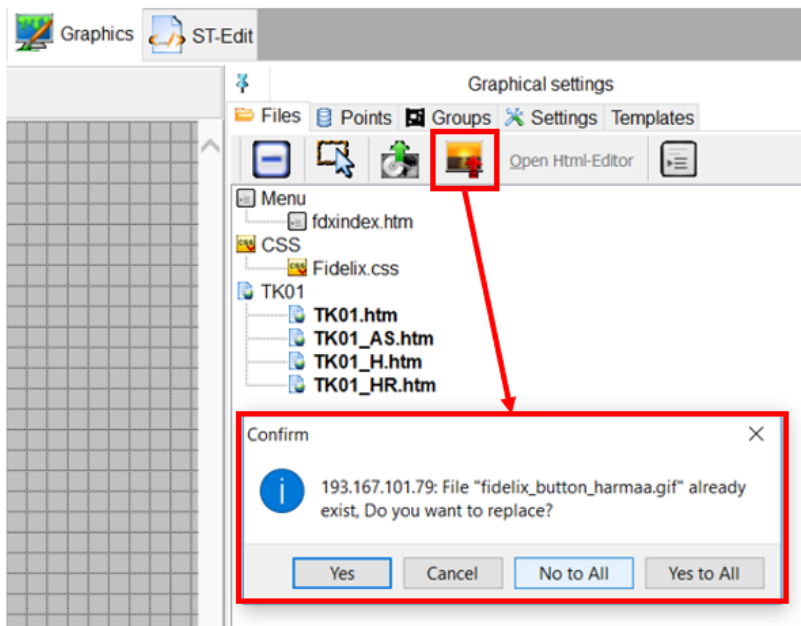 Graphics
ST-Edit
Graphical settings
Files
Points
Groups
Settings
Templates
Open Html-Editor
Menu
fdxindex.htm
CSS
Fidelix.css
TK01
TK01.htm
TK01_AS.htm
TK01_H.htm
TK01_HR.htm
Confirm
193.167.101.79: File "fidelix_button_harmaa.gif" already
exist, Do you want to replace?
Yes
Cancel
No to All
Yes to All